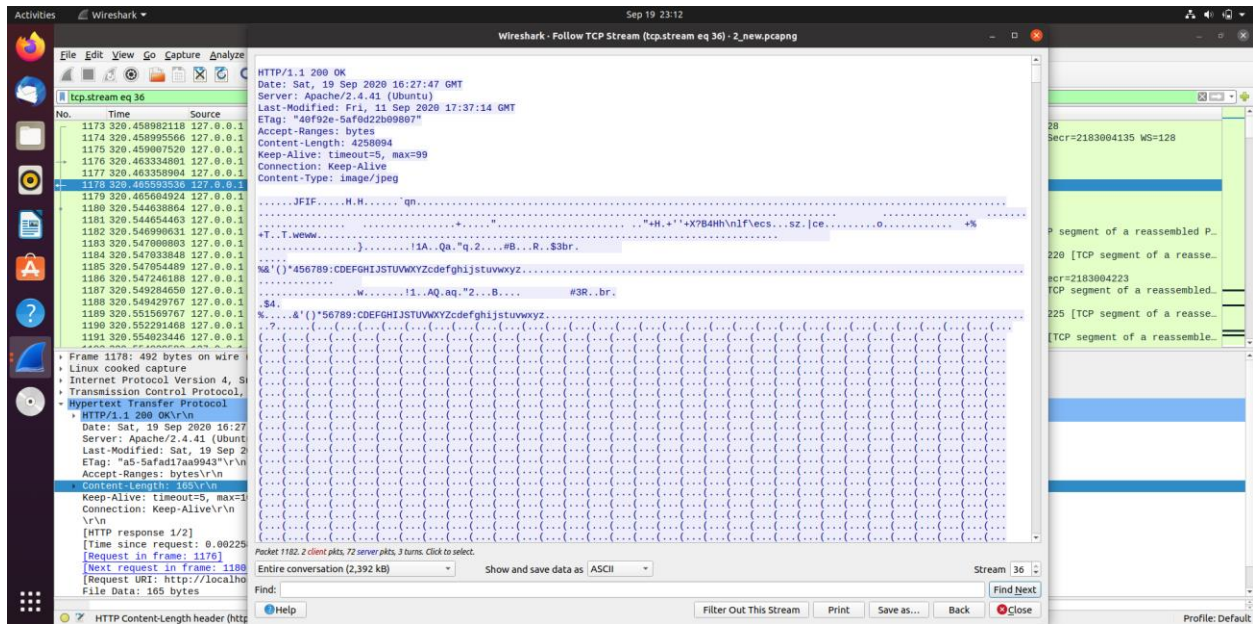 Activities Wireshark Sep 19 23:12
Wireshark · Follow TCP Stream (tcp.stream eq 36) · 2_new.pcapng
File Edit View Go Capture Analyze
tcp.stream eq 36
No. Time Source
1173 320.458982118 127.0.0.1
1174 320.458995566 127.0.0.1
1175 320.459007520 127.0.0.1
1176 320.463334801 127.0.0.1
1177 320.463358904 127.0.0.1
1178 320.465593536 127.0.0.1
1179 320.465604924 127.0.0.1
1180 320.544638864 127.0.0.1
1181 320.544654463 127.0.0.1
1182 320.546990631 127.0.0.1
1183 320.547000803 127.0.0.1
1184 320.547033848 127.0.0.1
1185 320.547054489 127.0.0.1
1186 320.547246188 127.0.0.1
1187 320.549284650 127.0.0.1
1188 320.549429767 127.0.0.1
1189 320.551569767 127.0.0.1
1190 320.552291468 127.0.0.1
1191 320.554023446 127.0.0.1
28
Secr=2183004135 WS=128
P segment of a reassembled P…
220 [TCP segment of a reasse…
ecr=2183004223
TCP segment of a reassembled…
225 [TCP segment of a reasse…
[TCP segment of a reassemble…
Frame 1178: 492 bytes on wire
Linux cooked capture
Internet Protocol Version 4,
Transmission Control Protocol,
Hypertext Transfer Protocol
HTTP/1.1 200 OK\r\n
Date: Sat, 19 Sep 2020 16:27
Server: Apache/2.4.41 (Ubunt
Last-Modified: Sat, 19 Sep 2
ETag: "a5-5afad17aa9943"\r\n
Accept-Ranges: bytes\r\n
Content-Length: 165\r\n
Keep-Alive: timeout=5, max=1
Connection: Keep-Alive\r\n
\r\n
[HTTP response 1/2]
[Time since request: 0.00225
[Request in frame: 1176]
[Next request in frame: 1180
[Request URI: http://localho
File Data: 165 bytes
HTTP/1.1 200 OK
Date: Sat, 19 Sep 2020 16:27:47 GMT
Server: Apache/2.4.41 (Ubuntu)
Last-Modified: Fri, 11 Sep 2020 17:37:14 GMT
ETag: "40f92e-5af0d22b09807"
Accept-Ranges: bytes
Content-Length: 4258094
Keep-Alive: timeout=5, max=99
Connection: Keep-Alive
Content-Type: image/jpeg
......JFIF.....H.H......`qn.
+T..T.weww.
................}........!1A..Qa."q.2....#B...R..$3br.
%&'()*456789:CDEFGHIJSTUVWXYZcdefghijstuvwxyz
................w.......!1..AQ.aq."2...B.... #3R..br.
.$4.
%.....&'()*56789:CDEFGHIJSTUVWXYZcdefghijstuvwxyz
Packet 1182. 2 client pkts, 72 server pkts, 3 turns. Click to select.
Entire conversation (2,392 kB) Show and save data as ASCII Stream 36
Find: Find Next
Help Filter Out This Stream Print Save as... Back Close
HTTP Content-Length header (http Profile: Default